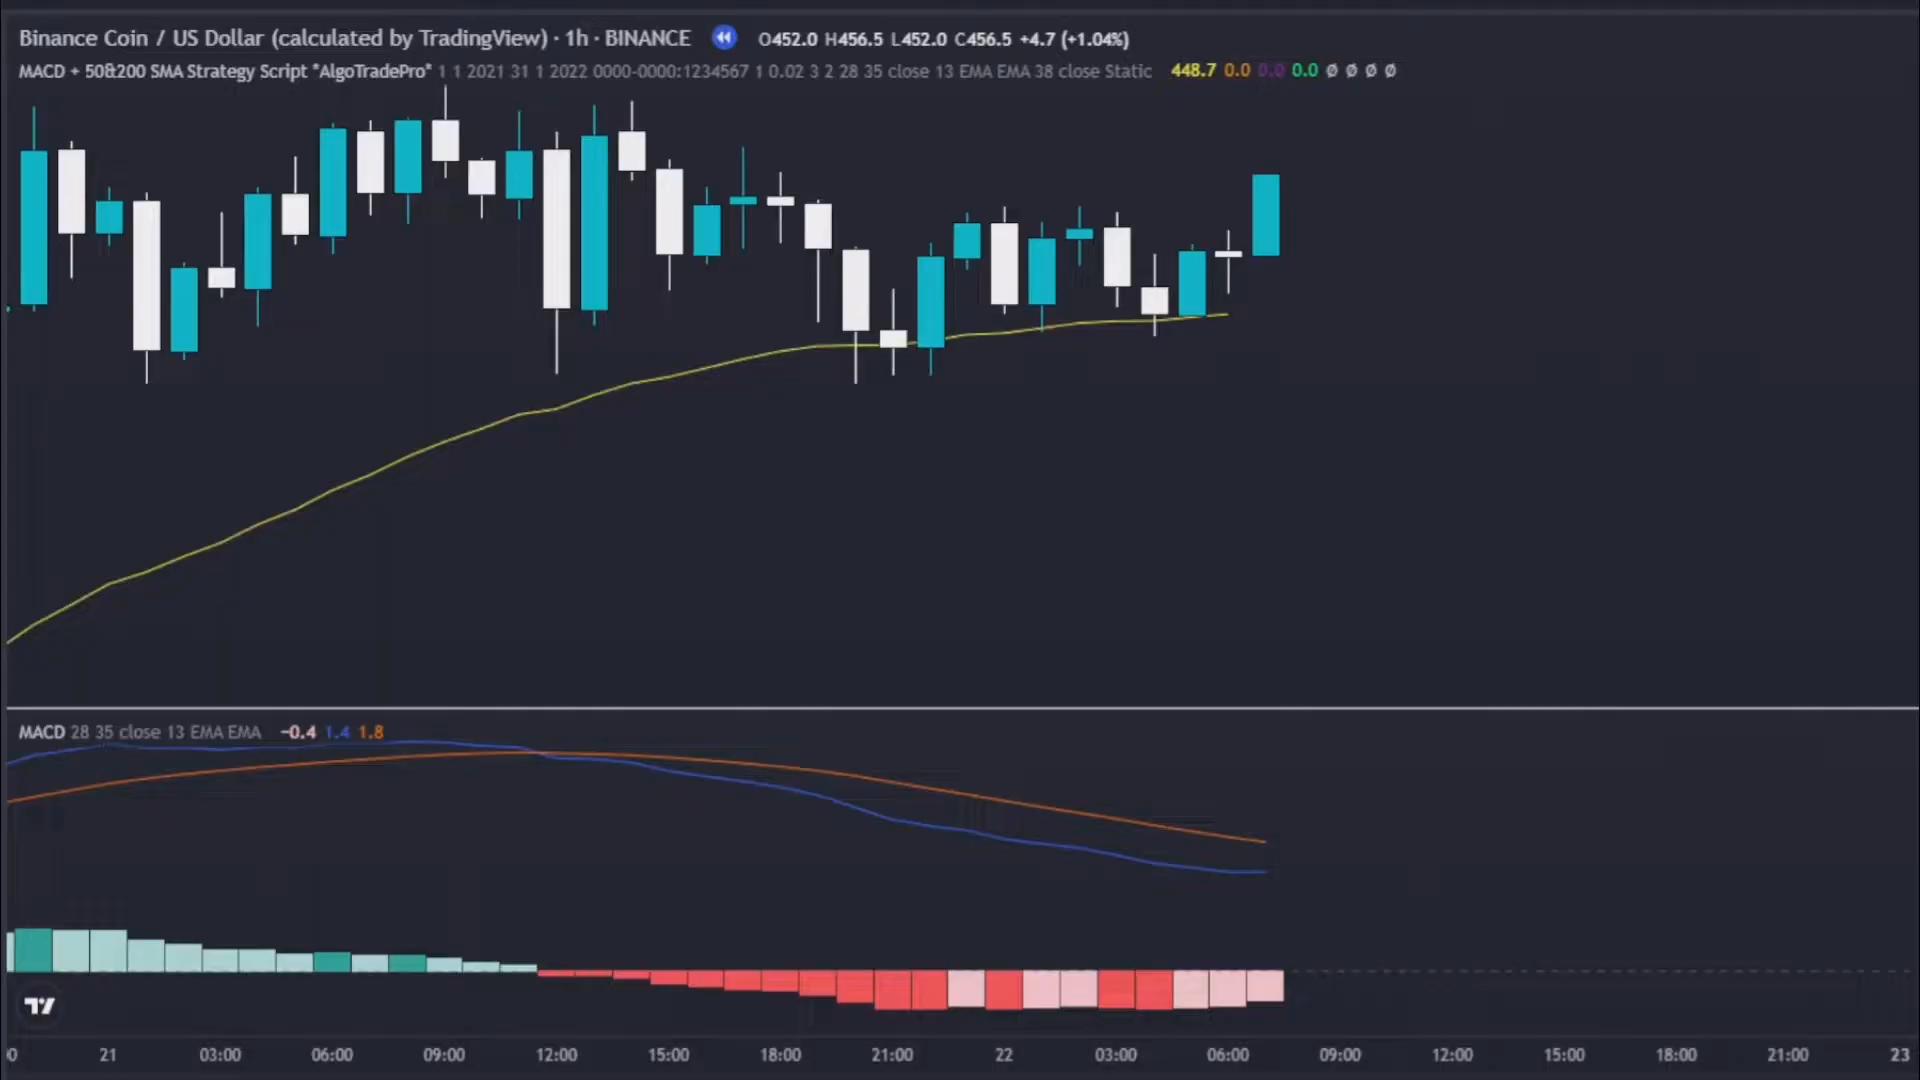 Binance Coin / US Dollar (calculated by TradingView) · 1h · BINANCE O452.0 H456.5 L452.0 C456.5 +4.7 (+1.04%)
MACD + 50&200 SMA Strategy Script *AlgoTradePro* 1 1 2021 31 1 2022 0000-0000:1234567 1 0.02 3 2 28 35 close 13 EMA EMA 38 close Static 448.7 0.0 0.0 0.0 Ø Ø Ø Ø
MACD 28 35 close 13 EMA EMA −0.4 1.4 1.8
0 21 03:00 06:00 09:00 12:00 15:00 18:00 21:00 22 03:00 06:00 09:00 12:00 15:00 18:00 21:00 23